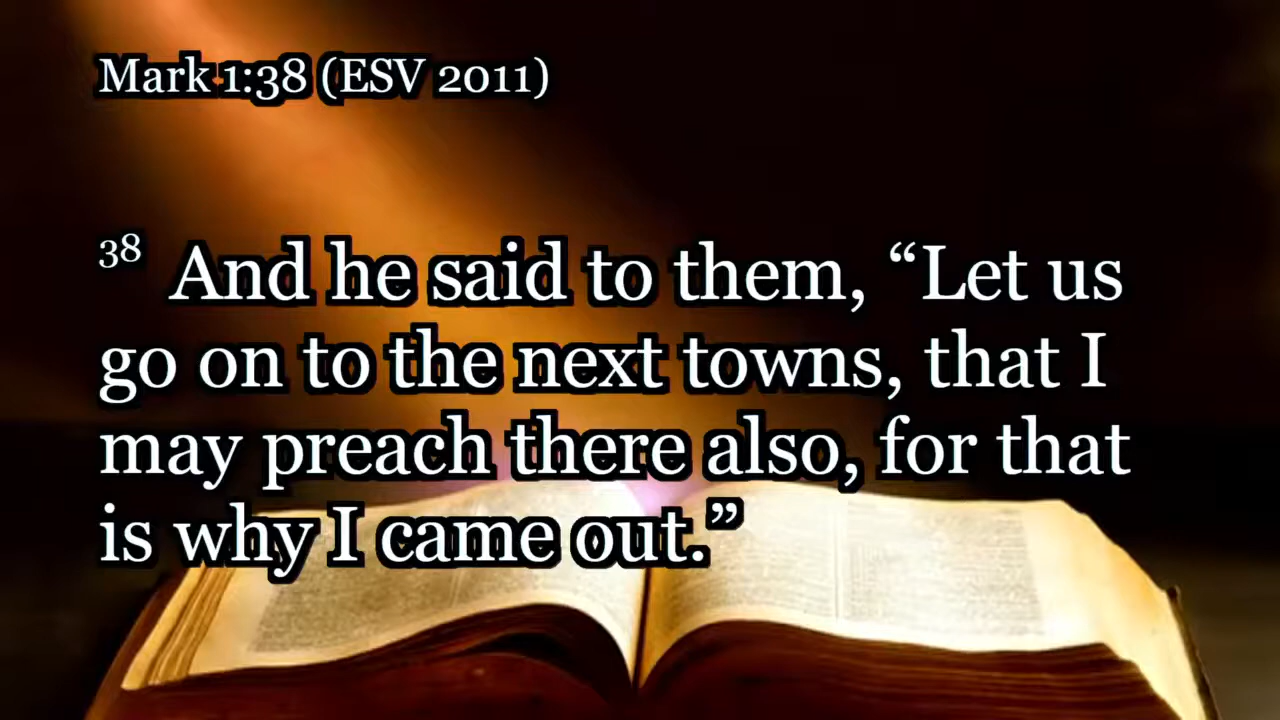 Mark 1:38 (ESV 2011)
38 And he said to them, “Let us
go on to the next towns, that I
may preach there also, for that
is why I came out.”